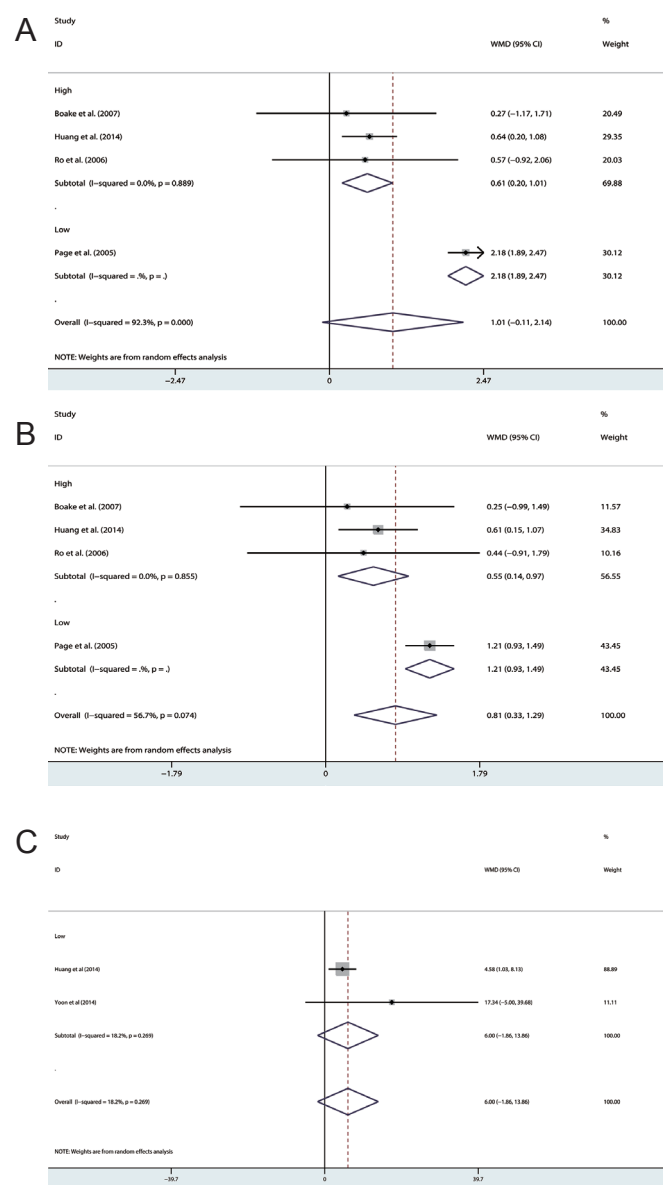 A
Study %
ID WMD (95% CI) Weight
High
Boake et al. (2007) 0.27 (−1.17, 1.71) 20.49
Huang et al. (2014) 0.64 (0.20, 1.08) 29.35
Ro et al. (2006) 0.57 (−0.92, 2.06) 20.03
Subtotal (I−squared = 0.0%, p = 0.889) 0.61 (0.20, 1.01) 69.88
.
Low
Page et al. (2005) 2.18 (1.89, 2.47) 30.12
Subtotal (I−squared = .%, p = .) 2.18 (1.89, 2.47) 30.12
.
Overall (I−squared = 92.3%, p = 0.000) 1.01 (−0.11, 2.14) 100.00
NOTE: Weights are from random effects analysis
−2.47 0 2.47
B
Study %
ID WMD (95% CI) Weight
High
Boake et al. (2007) 0.25 (−0.99, 1.49) 11.57
Huang et al. (2014) 0.61 (0.15, 1.07) 34.83
Ro et al. (2006) 0.44 (−0.91, 1.79) 10.16
Subtotal (I−squared = 0.0%, p = 0.855) 0.55 (0.14, 0.97) 56.55
.
Low
Page et al. (2005) 1.21 (0.93, 1.49) 43.45
Subtotal (I−squared = .%, p = .) 1.21 (0.93, 1.49) 43.45
.
Overall (I−squared = 56.7%, p = 0.074) 0.81 (0.33, 1.29) 100.00
NOTE: Weights are from random effects analysis
−1.79 0 1.79
C
Study %
ID WMD (95% CI) Weight
Low
Huang et al (2014) 4.58 (1.03, 8.13) 88.89
Yoon et al (2014) 17.34 (−5.00, 39.68) 11.11
Subtotal (I−squared = 18.2%, p = 0.269) 6.00 (−1.86, 13.86) 100.00
.
Overall (I−squared = 18.2%, p = 0.269) 6.00 (−1.86, 13.86) 100.00
NOTE: Weights are from random effects analysis
−39.7 0 39.7